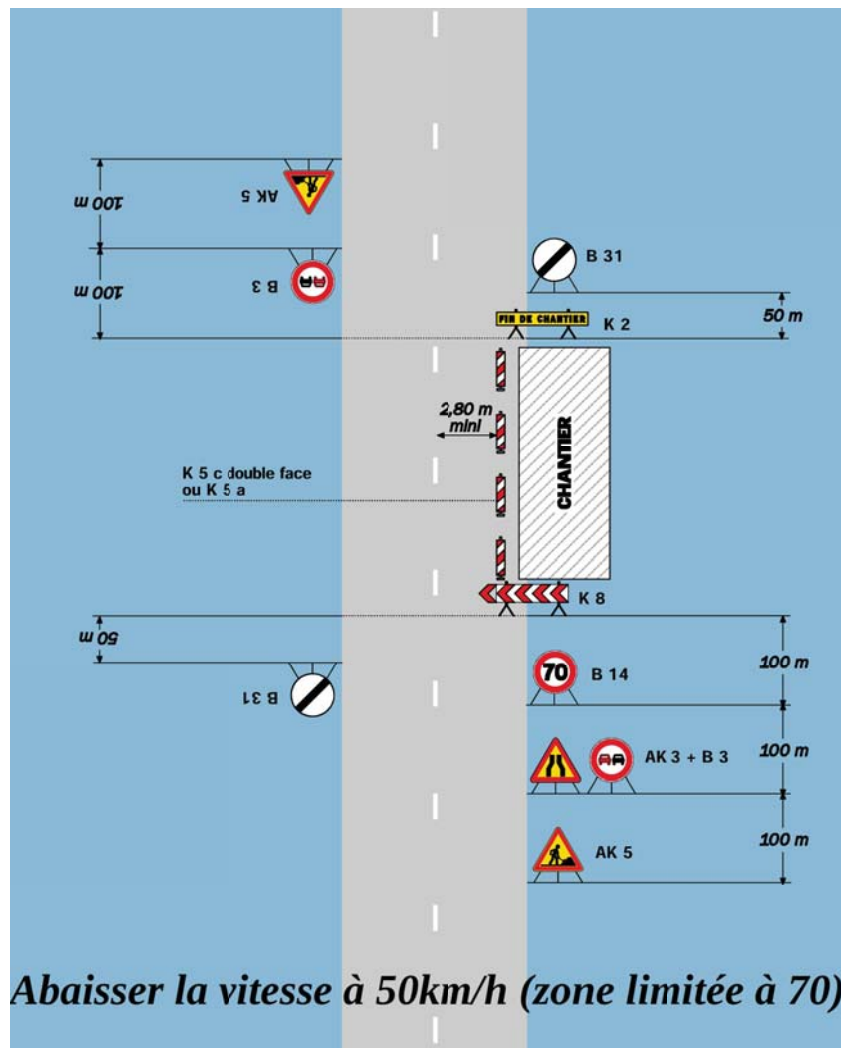 AK 5
100 m
B 3
100 m
B 31
50 m
FIN DE CHANTIER
K 2
2,80 m
mini
K 5 c double face
ou K 5 a
CHANTIER
K 8
50 m
B 31
70
B 14
100 m
AK 3 + B 3
100 m
AK 5
100 m
Abaisser la vitesse à 50km/h (zone limitée à 70)